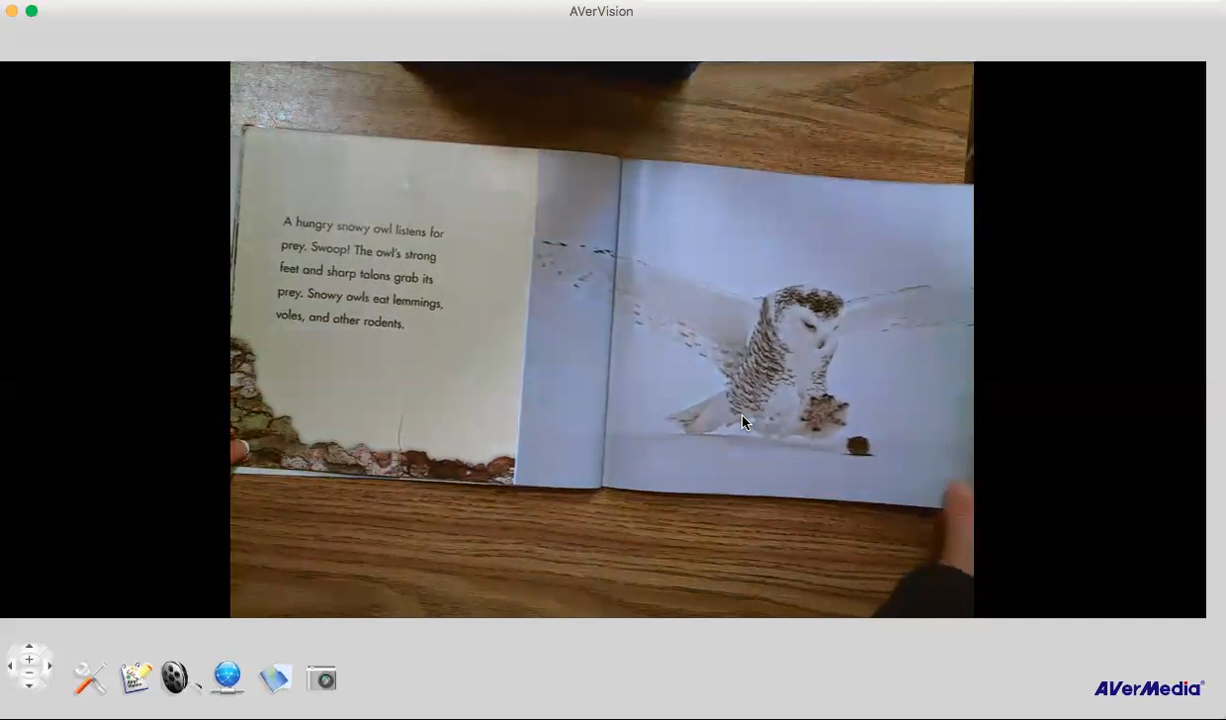 AVerVision
A hungry snowy owl listens for
prey. Swoop! The owl's strong
feet and sharp talons grab its
prey. Snowy owls eat lemmings,
voles, and other rodents.
AVerMedia®